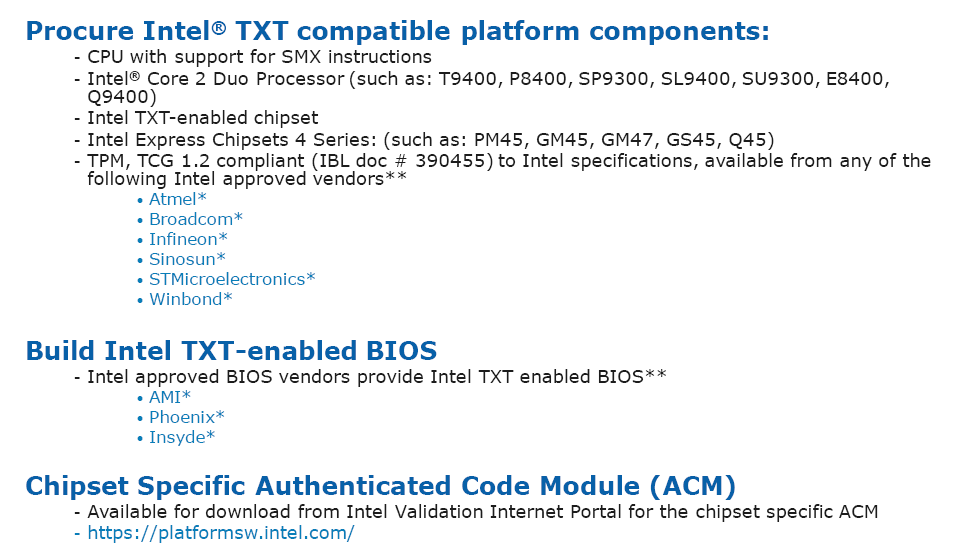 Procure Intel® TXT compatible platform components:
- CPU with support for SMX instructions
- Intel® Core 2 Duo Processor (such as: T9400, P8400, SP9300, SL9400, SU9300, E8400,
Q9400)
- Intel TXT-enabled chipset
- Intel Express Chipsets 4 Series: (such as: PM45, GM45, GM47, GS45, Q45)
- TPM, TCG 1.2 compliant (IBL doc # 390455) to Intel specifications, available from any of the
following Intel approved vendors**
• Atmel*
• Broadcom*
• Infineon*
• Sinosun*
• STMicroelectronics*
• Winbond*
Build Intel TXT-enabled BIOS
- Intel approved BIOS vendors provide Intel TXT enabled BIOS**
• AMI*
• Phoenix*
• Insyde*
Chipset Specific Authenticated Code Module (ACM)
- Available for download from Intel Validation Internet Portal for the chipset specific ACM
- https://platformsw.intel.com/